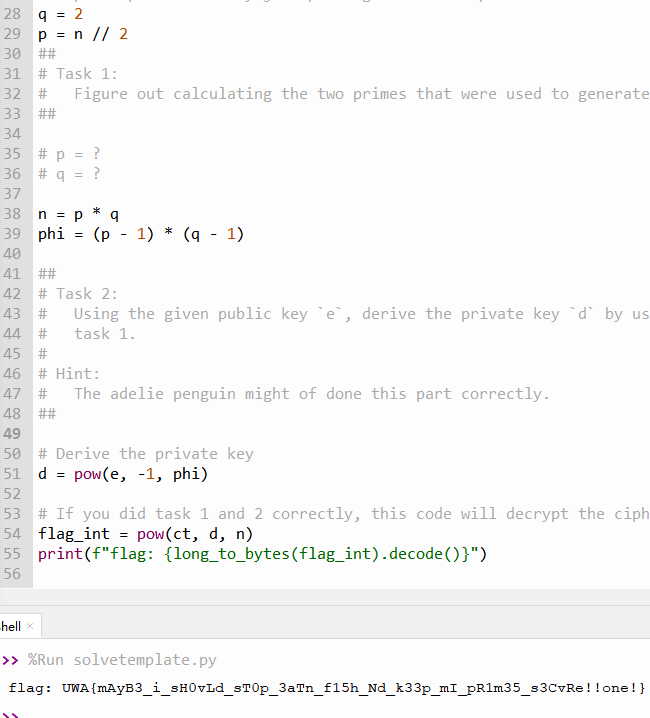 28 q = 2
29 p = n // 2
30 ##
31 # Task 1:
32 #   Figure out calculating the two primes that were used to generate
33 ##
34
35 # p = ?
36 # q = ?
37
38 n = p * q
39 phi = (p - 1) * (q - 1)
40
41 ##
42 # Task 2:
43 #   Using the given public key `e`, derive the private key `d` by us
44 #   task 1.
45 #
46 # Hint:
47 #   The adelie penguin might of done this part correctly.
48 ##
49
50 # Derive the private key
51 d = pow(e, -1, phi)
52
53 # If you did task 1 and 2 correctly, this code will decrypt the ciph
54 flag_int = pow(ct, d, n)
55 print(f"flag: {long_to_bytes(flag_int).decode()}")
56
hell ×
>> %Run solvetemplate.py
flag: UWA{mAyB3_i_sH0vLd_sT0p_3aTn_f15h_Nd_k33p_mI_pR1m35_s3CvRe!!one!}
>>